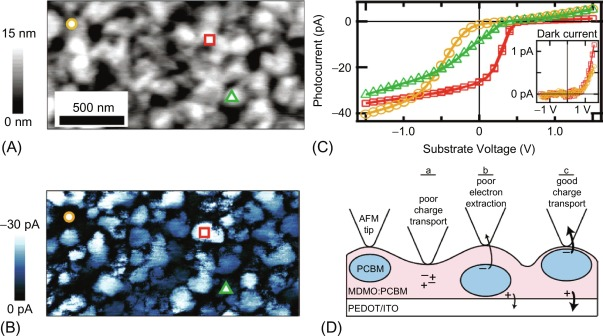 15 nm
0 nm
500 nm
(A)
−30 pA
0 pA
(B)
Photocurrent (pA)
0
−20
−40
−1.0
0
1.0
Substrate Voltage (V)
Dark current
1 pA
0 pA
−1 V
1 V
(C)
a
poor
charge
transport
b
poor
electron
extraction
c
good
charge
transport
AFM
tip
PCBM
MDMO:PCBM
PEDOT/ITO
− +
+ −
−
+
−
+
(D)